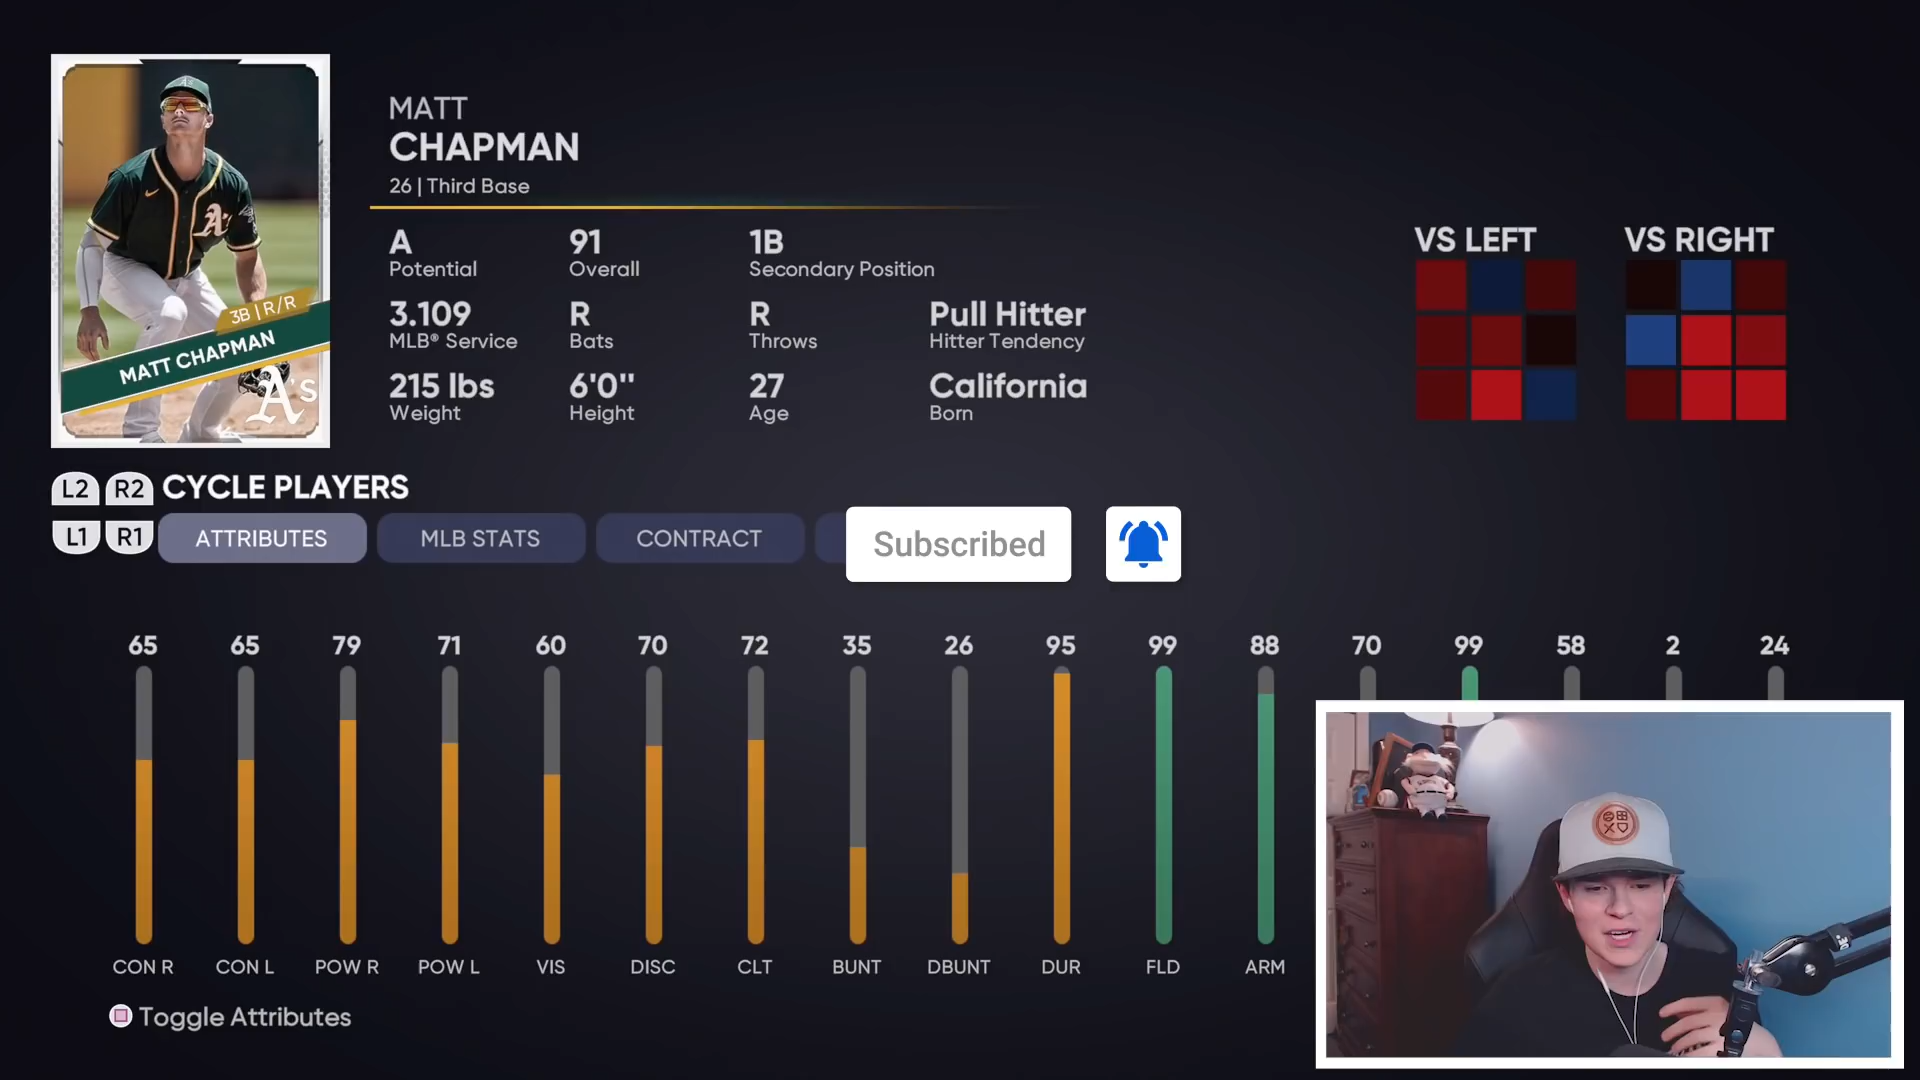 MATT
CHAPMAN
26 | Third Base
A
Potential
91
Overall
1B
Secondary Position
3.109
MLB® Service
R
Bats
R
Throws
Pull Hitter
Hitter Tendency
215 lbs
Weight
6'0"
Height
27
Age
California
Born
VS LEFT
VS RIGHT
A's
3B | R/R
MATT CHAPMAN
A's
L2 R2 CYCLE PLAYERS
L1 R1 ATTRIBUTES MLB STATS CONTRACT
Subscribed
65 65 79 71 60 70 72 35 26 95 99 88 70 99 58 2 24
CON R CON L POW R POW L VIS DISC CLT BUNT DBUNT DUR FLD ARM
Toggle Attributes